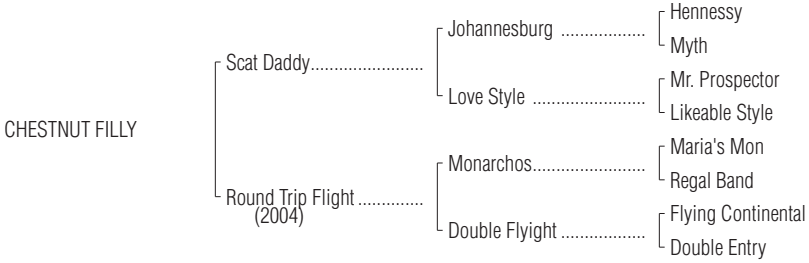 Hennessy
Johannesburg ...................
Myth
Scat Daddy.........................
Mr. Prospector
Love Style .........................
Likeable Style
CHESTNUT FILLY
Maria's Mon
Monarchos.........................
Regal Band
Round Trip Flight ..............
(2004)
Flying Continental
Double Flyight ...................
Double Entry